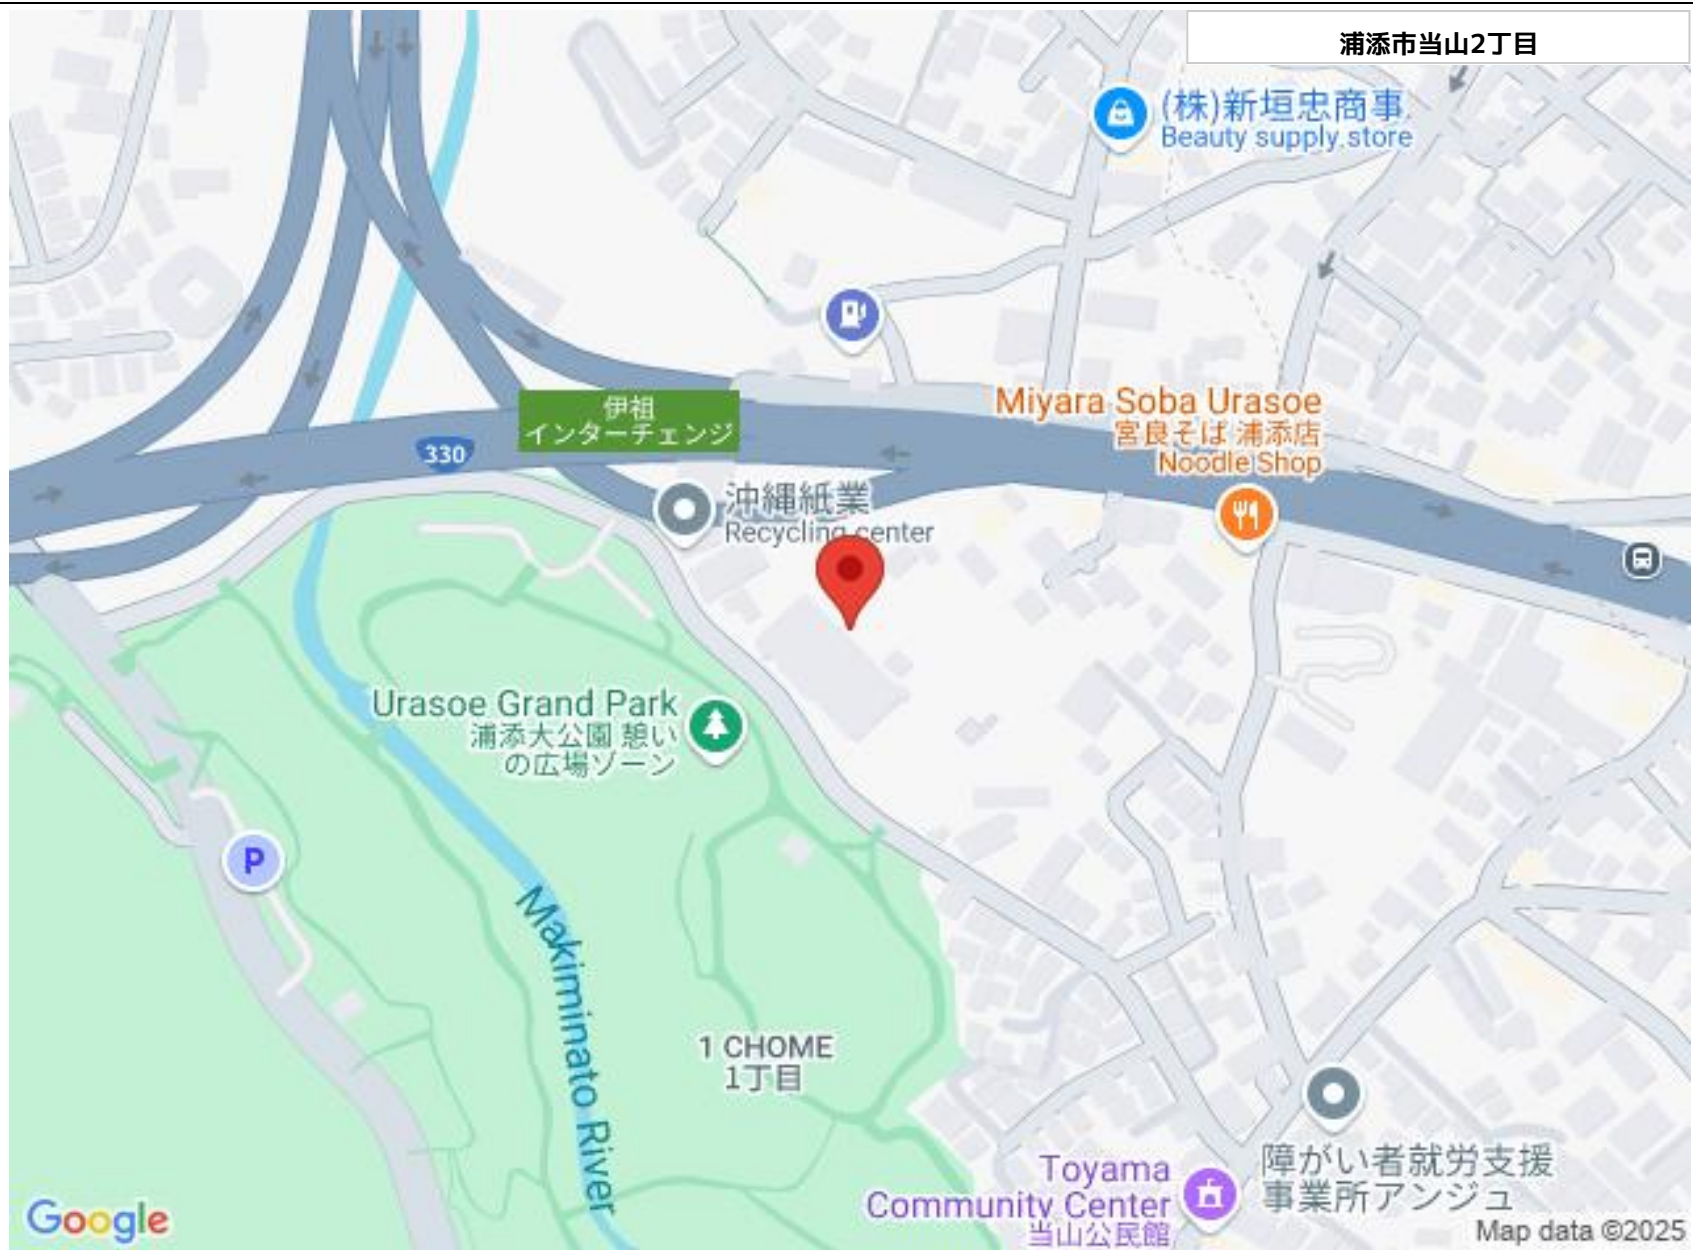 浦添市当山2丁目
(株)新垣忠商事
Beauty supply store
伊祖
インターチェンジ
330
Miyara Soba Urasoe
宮良そば 浦添店
Noodle Shop
沖縄紙業
Recycling center
Urasoe Grand Park
浦添大公園 憩い
の広場ゾーン
P
Makiminato River
1 CHOME
1丁目
障がい者就労支援
事業所アンジュ
Toyama
Community Center
当山公民館
Google
Map data ©2025